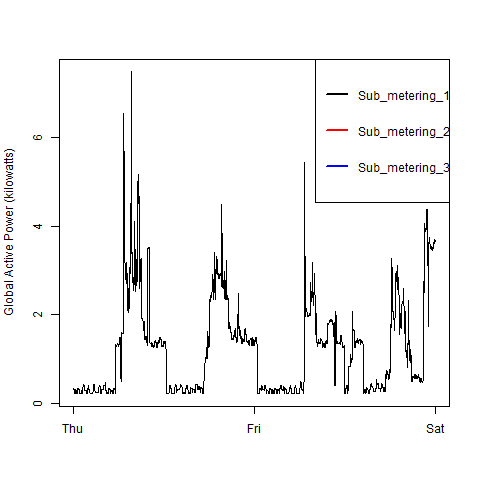 Global Active Power (kilowatts)
6
4
2
0
Sub_metering_1
Sub_metering_2
Sub_metering_3
Thu
Fri
Sat